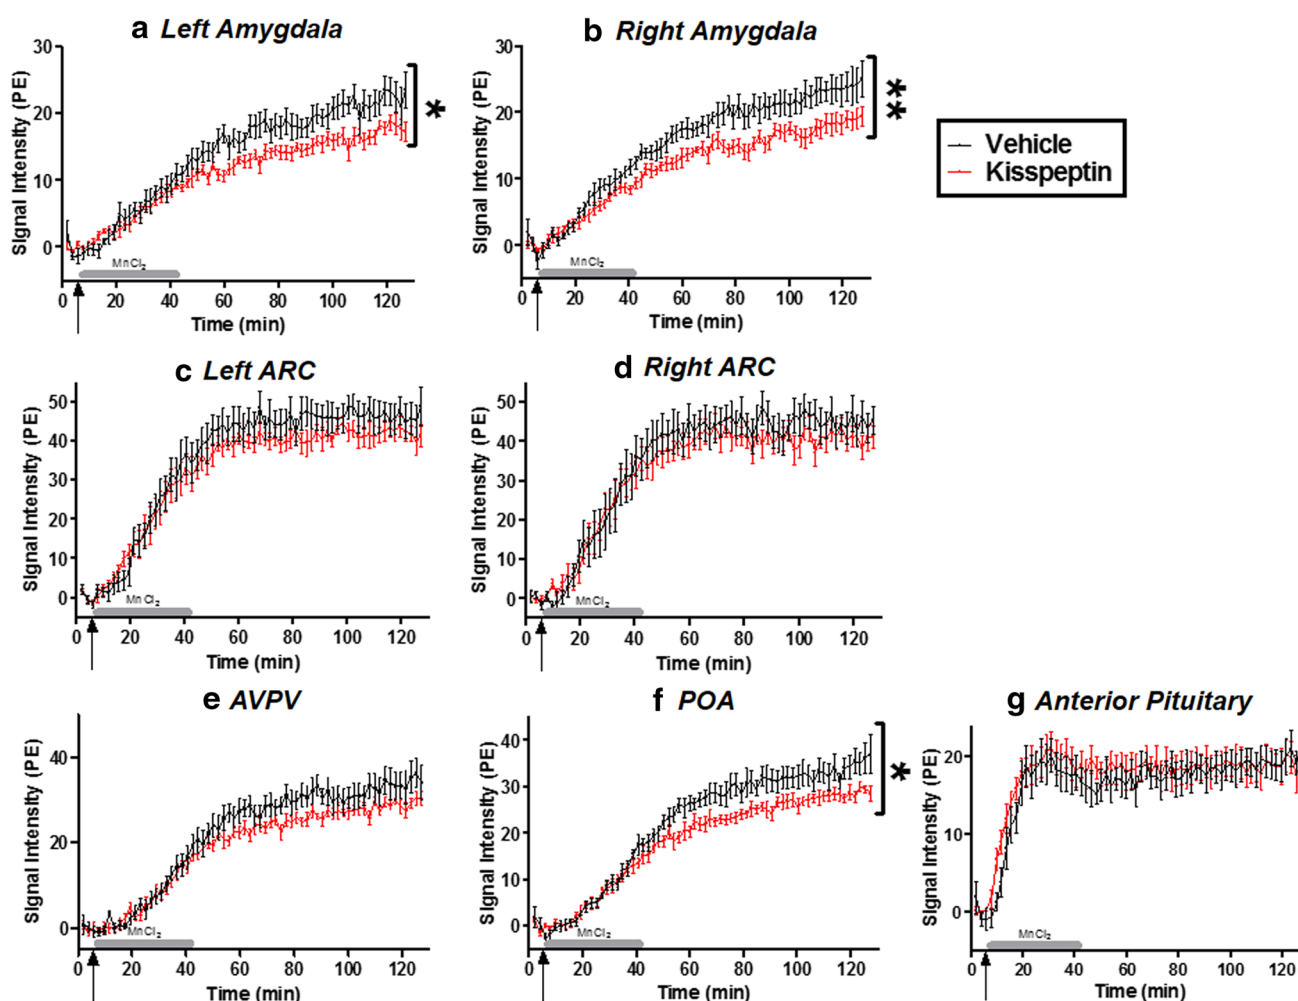 a Left Amygdala
30
20
10
0
Signal Intensity (PE)
*
MnCl₂
0 20 40 60 80 100 120
Time (min)
b Right Amygdala
30
20
10
0
Signal Intensity (PE)
**
MnCl₂
0 20 40 60 80 100 120
Time (min)
Vehicle
Kisspeptin
c Left ARC
50
40
30
20
10
0
Signal Intensity (PE)
MnCl₂
0 20 40 60 80 100 120
Time (min)
d Right ARC
50
40
30
20
10
0
Signal Intensity (PE)
MnCl₂
0 20 40 60 80 100 120
Time (min)
e AVPV
40
20
0
Signal Intensity (PE)
MnCl₂
0 20 40 60 80 100 120
Time (min)
f POA
40
30
20
10
0
Signal Intensity (PE)
*
MnCl₂
0 20 40 60 80 100 120
Time (min)
g Anterior Pituitary
20
10
0
Signal Intensity (PE)
MnCl₂
0 20 40 60 80 100 120
Time (min)